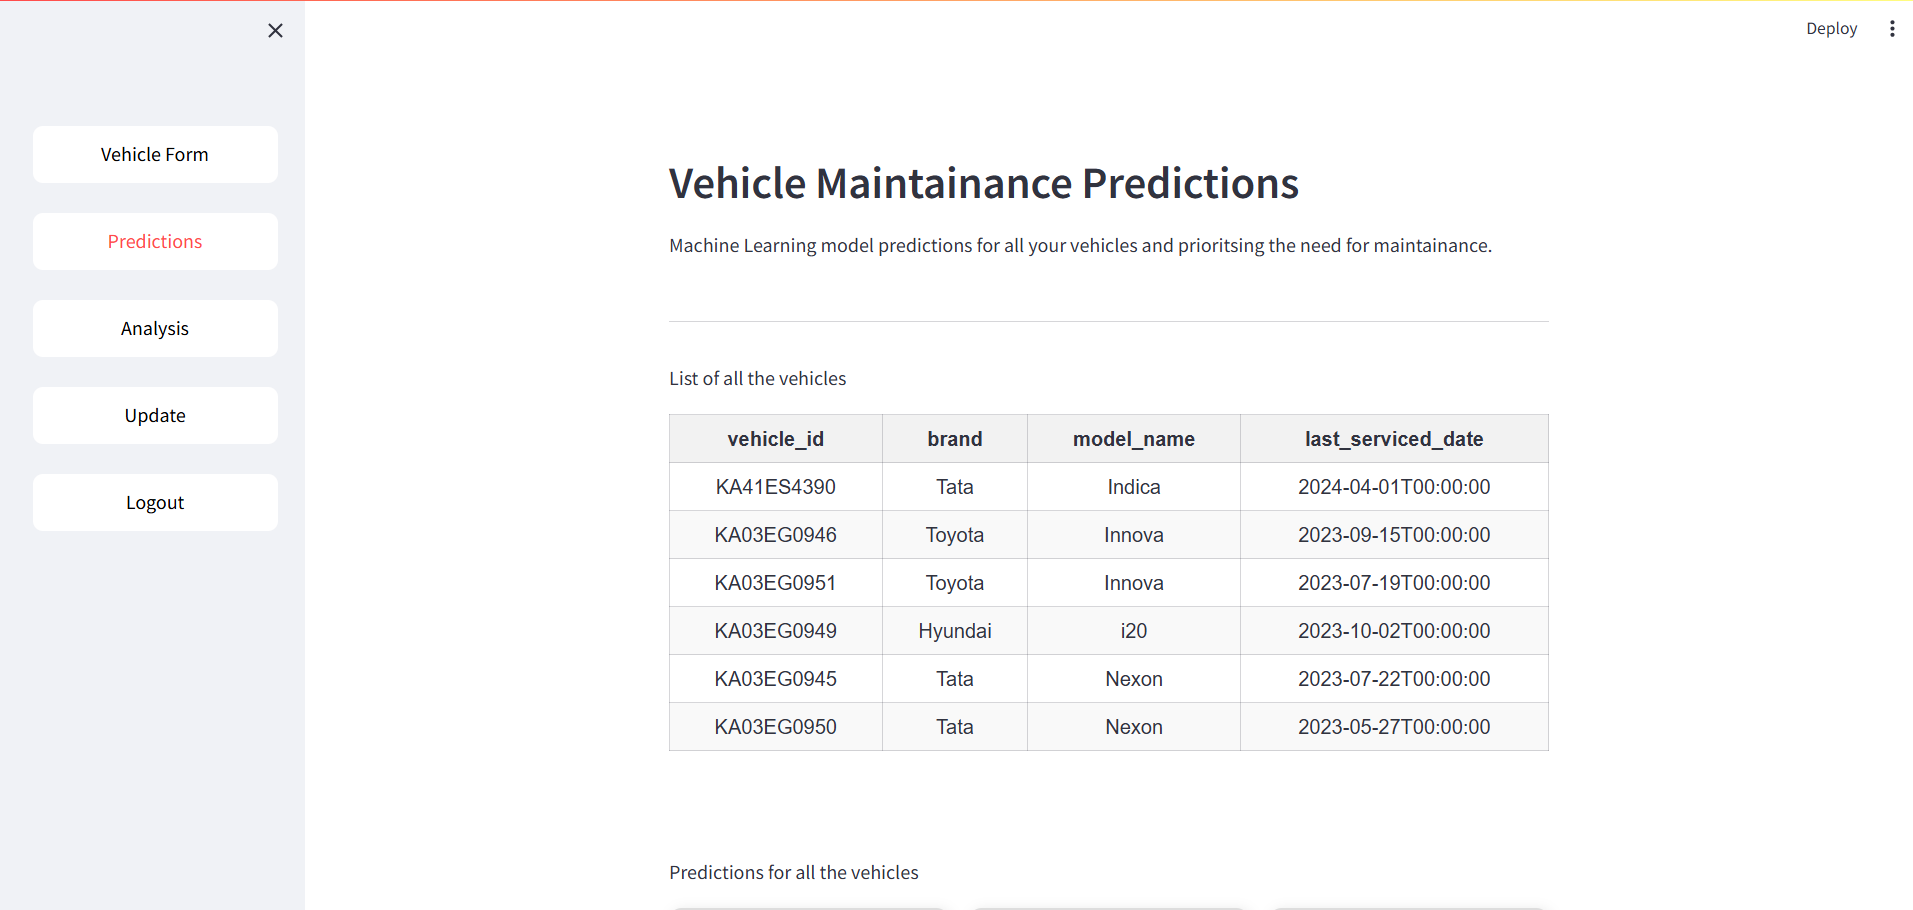 Deploy
Vehicle Form
Predictions
Analysis
Update
Logout
Vehicle Maintainance Predictions
Machine Learning model predictions for all your vehicles and prioritsing the need for maintainance.
List of all the vehicles
vehicle_id brand model_name last_serviced_date
KA41ES4390 Tata Indica 2024-04-01T00:00:00
KA03EG0946 Toyota Innova 2023-09-15T00:00:00
KA03EG0951 Toyota Innova 2023-07-19T00:00:00
KA03EG0949 Hyundai i20 2023-10-02T00:00:00
KA03EG0945 Tata Nexon 2023-07-22T00:00:00
KA03EG0950 Tata Nexon 2023-05-27T00:00:00
Predictions for all the vehicles